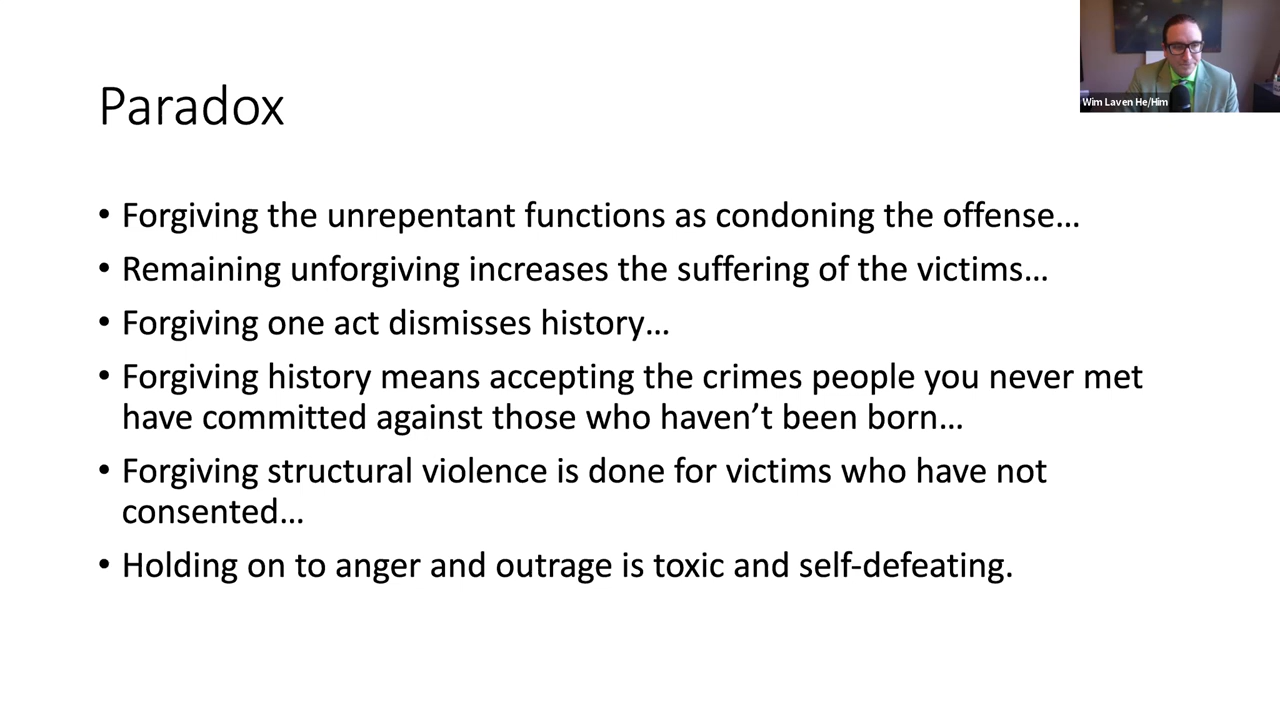 Paradox
Wim Laven He/Him
• Forgiving the unrepentant functions as condoning the offense…
• Remaining unforgiving increases the suffering of the victims…
• Forgiving one act dismisses history…
• Forgiving history means accepting the crimes people you never met
have committed against those who haven’t been born…
• Forgiving structural violence is done for victims who have not
consented…
• Holding on to anger and outrage is toxic and self-defeating.